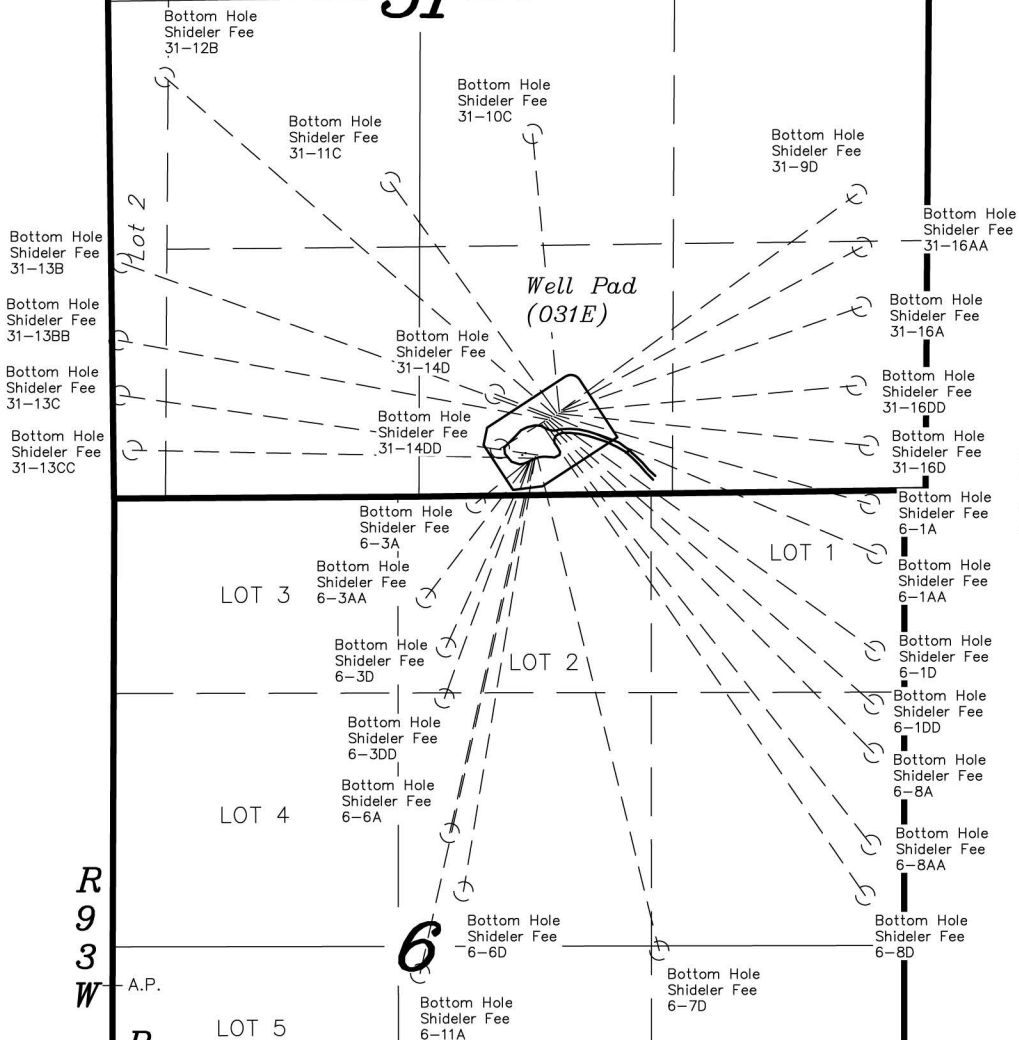 31
Bottom Hole
Shideler Fee
31-12B
Bottom Hole
Shideler Fee
31-10C
Bottom Hole
Shideler Fee
31-11C
Bottom Hole
Shideler Fee
31-9D
Lot 2
Bottom Hole
Shideler Fee
31-16AA
Bottom Hole
Shideler Fee
31-13B
Well Pad
(O31E)
Bottom Hole
Shideler Fee
31-13BB
Bottom Hole
Shideler Fee
31-16A
Bottom Hole
Shideler Fee
31-14D
Bottom Hole
Shideler Fee
31-13C
Bottom Hole
Shideler Fee
31-16DD
Bottom Hole
Shideler Fee
31-14DD
Bottom Hole
Shideler Fee
31-13CC
Bottom Hole
Shideler Fee
31-16D
Bottom Hole
Shideler Fee
6-3A
Bottom Hole
Shideler Fee
6-1A
LOT 1
Bottom Hole
Shideler Fee
6-3AA
Bottom Hole
Shideler Fee
6-1AA
LOT 3
Bottom Hole
Shideler Fee
6-3D
LOT 2
Bottom Hole
Shideler Fee
6-1D
Bottom Hole
Shideler Fee
6-1DD
Bottom Hole
Shideler Fee
6-3DD
Bottom Hole
Shideler Fee
6-8A
Bottom Hole
Shideler Fee
6-6A
LOT 4
Bottom Hole
Shideler Fee
6-8AA
R
9
3
W
6
Bottom Hole
Shideler Fee
6-6D
Bottom Hole
Shideler Fee
6-8D
A.P.
Bottom Hole
Shideler Fee
6-7D
Bottom Hole
Shideler Fee
6-11A
LOT 5